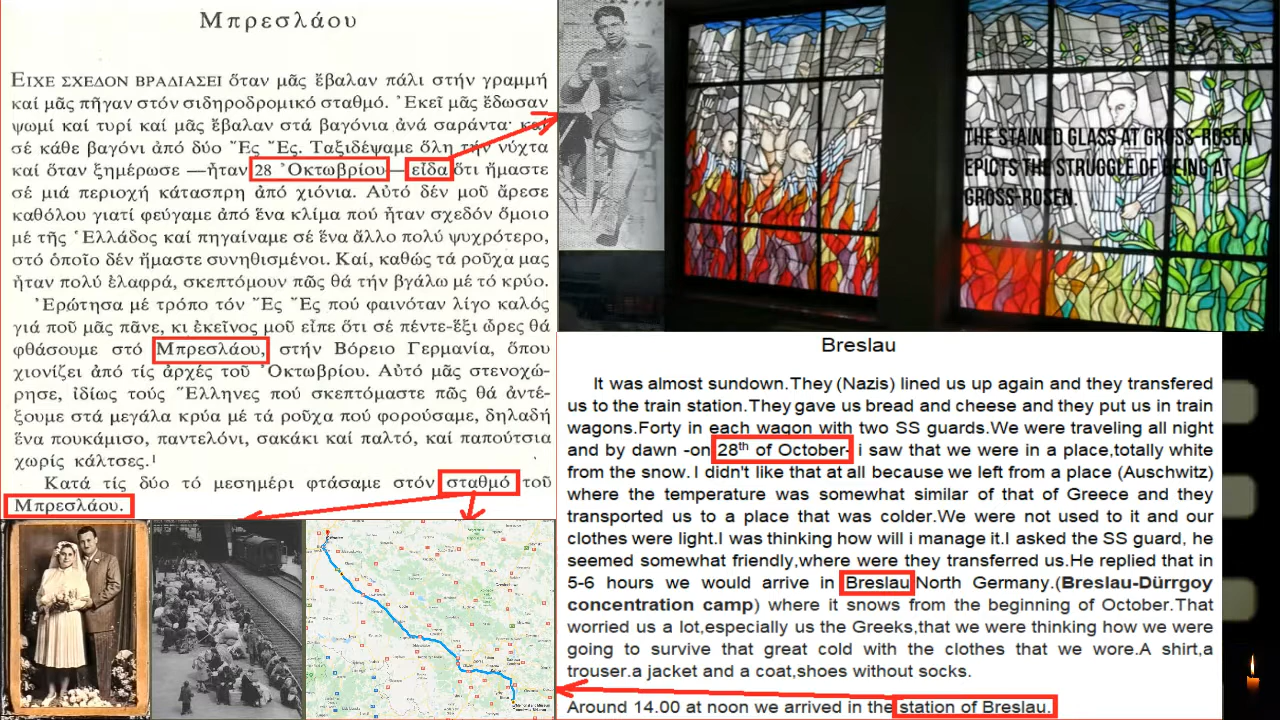 Μπρεσλάου
ΕΙΧΕ ΣΧΕΔΟΝ ΒΡΑΔΙΑΣΕΙ ὅταν μᾶς ἔβαλαν πάλι στήν γραμμή
καί μᾶς πῆγαν στόν σιδηροδρομικό σταθμό. Ἐκεῖ μᾶς ἔδωσαν
ψωμί καί τυρί καί μᾶς ἔβαλαν στά βαγόνια ἀνά σαράντα· καί
σέ κάθε βαγόνι ἀπό δύο Ἔς Ἔς. Ταξιδέψαμε ὅλη τήν νύχτα
καί ὅταν ξημέρωσε —ἦταν 28 Ὀκτωβρίου— εἶδα ὅτι ἤμαστε
σέ μιά περιοχή κάτασπρη ἀπό χιόνια. Αὐτό δέν μοῦ ἄρεσε
καθόλου γιατί φεύγαμε ἀπό ἕνα κλίμα πού ἦταν σχεδόν ὅμοιο
μέ τῆς Ἑλλάδος καί πηγαίναμε σέ ἕνα ἄλλο πολύ ψυχρότερο,
στό ὁποῖο δέν ἤμαστε συνηθισμένοι. Καί, καθώς τά ροῦχα μας
ἦταν πολύ ἐλαφρά, σκεπτόμουν πῶς θά τήν βγάλω μέ τό κρύο.
Ἐρώτησα μέ τρόπο τόν Ἔς Ἔς πού φαινόταν λίγο καλός
γιά ποῦ μᾶς πᾶνε, κι ἐκεῖνος μοῦ εἶπε ὅτι σέ πέντε-ἕξι ὧρες θά
φθάσουμε στό Μπρεσλάου, στήν Βόρειο Γερμανία, ὅπου
χιονίζει ἀπό τίς ἀρχές τοῦ Ὀκτωβρίου. Αὐτό μᾶς στενοχώ-
ρησε, ἰδίως τούς Ἕλληνες πού σκεπτόμαστε πῶς θά ἀντέ-
ξουμε στά μεγάλα κρύα μέ τά ροῦχα πού φορούσαμε, δηλαδή
ἕνα πουκάμισο, παντελόνι, σακάκι καί παλτό, καί παπούτσια
χωρίς κάλτσες.¹
Κατά τίς δύο τό μεσημέρι φτάσαμε στόν σταθμό τοῦ
Μπρεσλάου.
THE STAINED GLASS AT GROSS-ROSEN
EPICTS THE STRUGGLE OF BEING AT
GROSS-ROSEN.
Breslau
It was almost sundown.They (Nazis) lined us up again and they transfered
us to the train station.They gave us bread and cheese and they put us in train
wagons.Forty in each wagon with two SS guards.We were traveling all night
and by dawn -on 28th of October- i saw that we were in a place,totally white
from the snow. I didn't like that at all because we left from a place (Auschwitz)
where the temperature was somewhat similar of that of Greece and they
transported us to a place that was colder.We were not used to it and our
clothes were light.I was thinking how will i manage it.I asked the SS guard, he
seemed somewhat friendly,where were they transferred us.He replied that in
5-6 hours we would arrive in Breslau North Germany.(Breslau-Dürrgoy
concentration camp) where it snows from the beginning of October.That
worried us a lot,especially us the Greeks,that we were thinking how we were
going to survive that great cold with the clothes that we wore.A shirt,a
trouser.a jacket and a coat,shoes without socks.
Around 14.00 at noon we arrived in the station of Breslau.